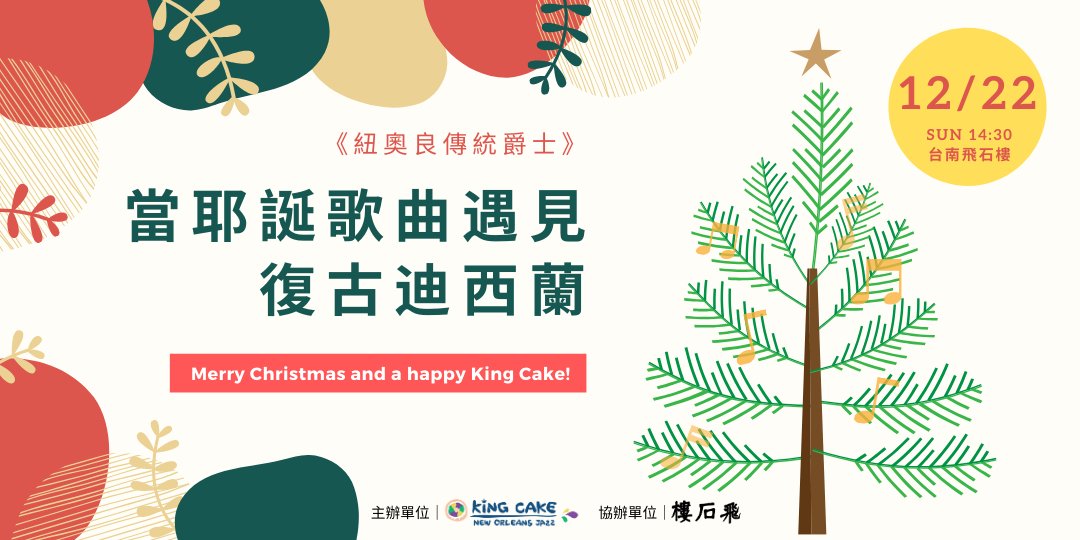 《紐奧良傳統爵士》
當耶誕歌曲遇見
復古迪西蘭
Merry Christmas and a happy King Cake!
12/22
SUN 14:30
台南飛石樓
主辦單位｜KING CAKE
NEW ORLEANS JAZZ
協辦單位｜樓石飛